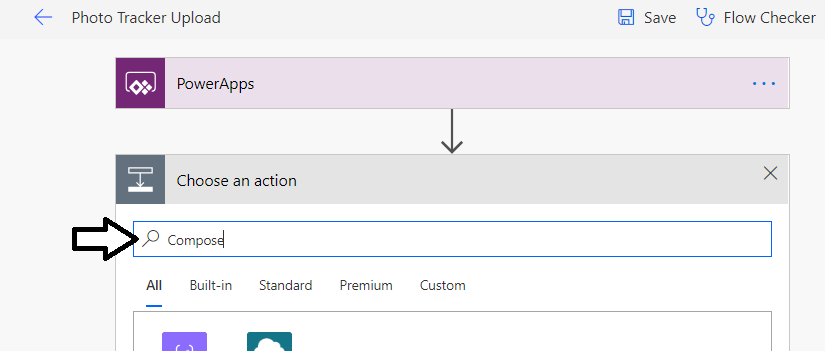 Photo Tracker Upload Save Flow Checker
PowerApps
Choose an action
Compose
All Built-in Standard Premium Custom